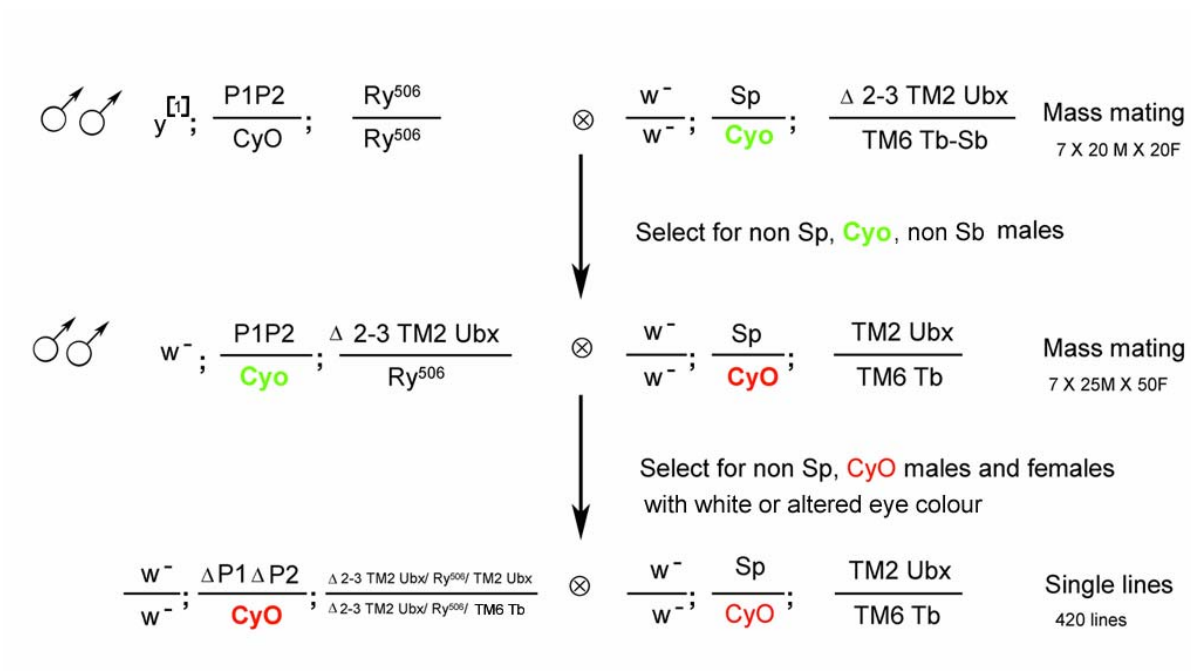 y[1]; P1P2 / CyO ; Ry506 / Ry506 ⊗ w- / w- ; Sp / Cyo ; Δ 2-3 TM2 Ubx / TM6 Tb-Sb Mass mating
7 X 20 M X 20F
Select for non Sp, Cyo, non Sb males
w- ; P1P2 / Cyo ; Δ 2-3 TM2 Ubx / Ry506 ⊗ w- / w- ; Sp / CyO ; TM2 Ubx / TM6 Tb Mass mating
7 X 25M X 50F
Select for non Sp, CyO males and females
with white or altered eye colour
w- / w- ; ΔP1ΔP2 / CyO ; Δ 2-3 TM2 Ubx/ Ry506/ TM2 Ubx / Δ 2-3 TM2 Ubx/ Ry506/ TM6 Tb ⊗ w- / w- ; Sp / CyO ; TM2 Ubx / TM6 Tb Single lines
420 lines